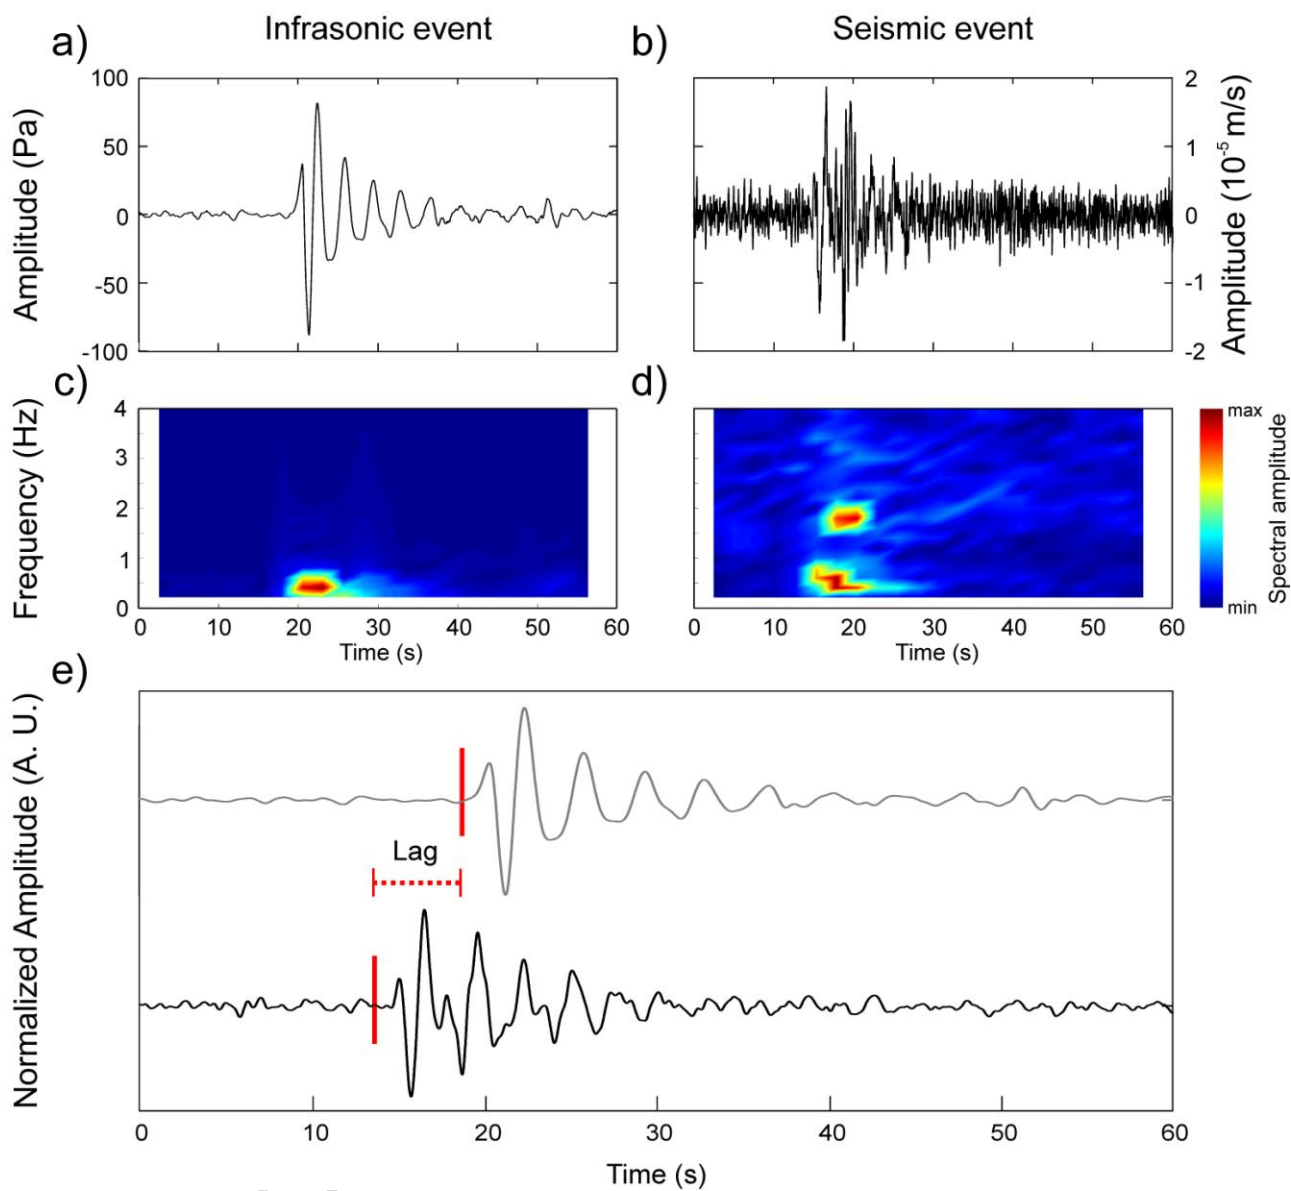 Infrasonic event
Seismic event
a)
b)
100
50
0
-50
-100
Amplitude (Pa)
2
1
0
-1
-2
Amplitude (10⁻⁵ m/s)
c)
d)
4
3
2
1
0
Frequency (Hz)
0 10 20 30 40 50 60
Time (s)
0 10 20 30 40 50 60
Time (s)
max
min
Spectral amplitude
e)
Normalized Amplitude (A. U.)
Lag
0 10 20 30 40 50 60
Time (s)